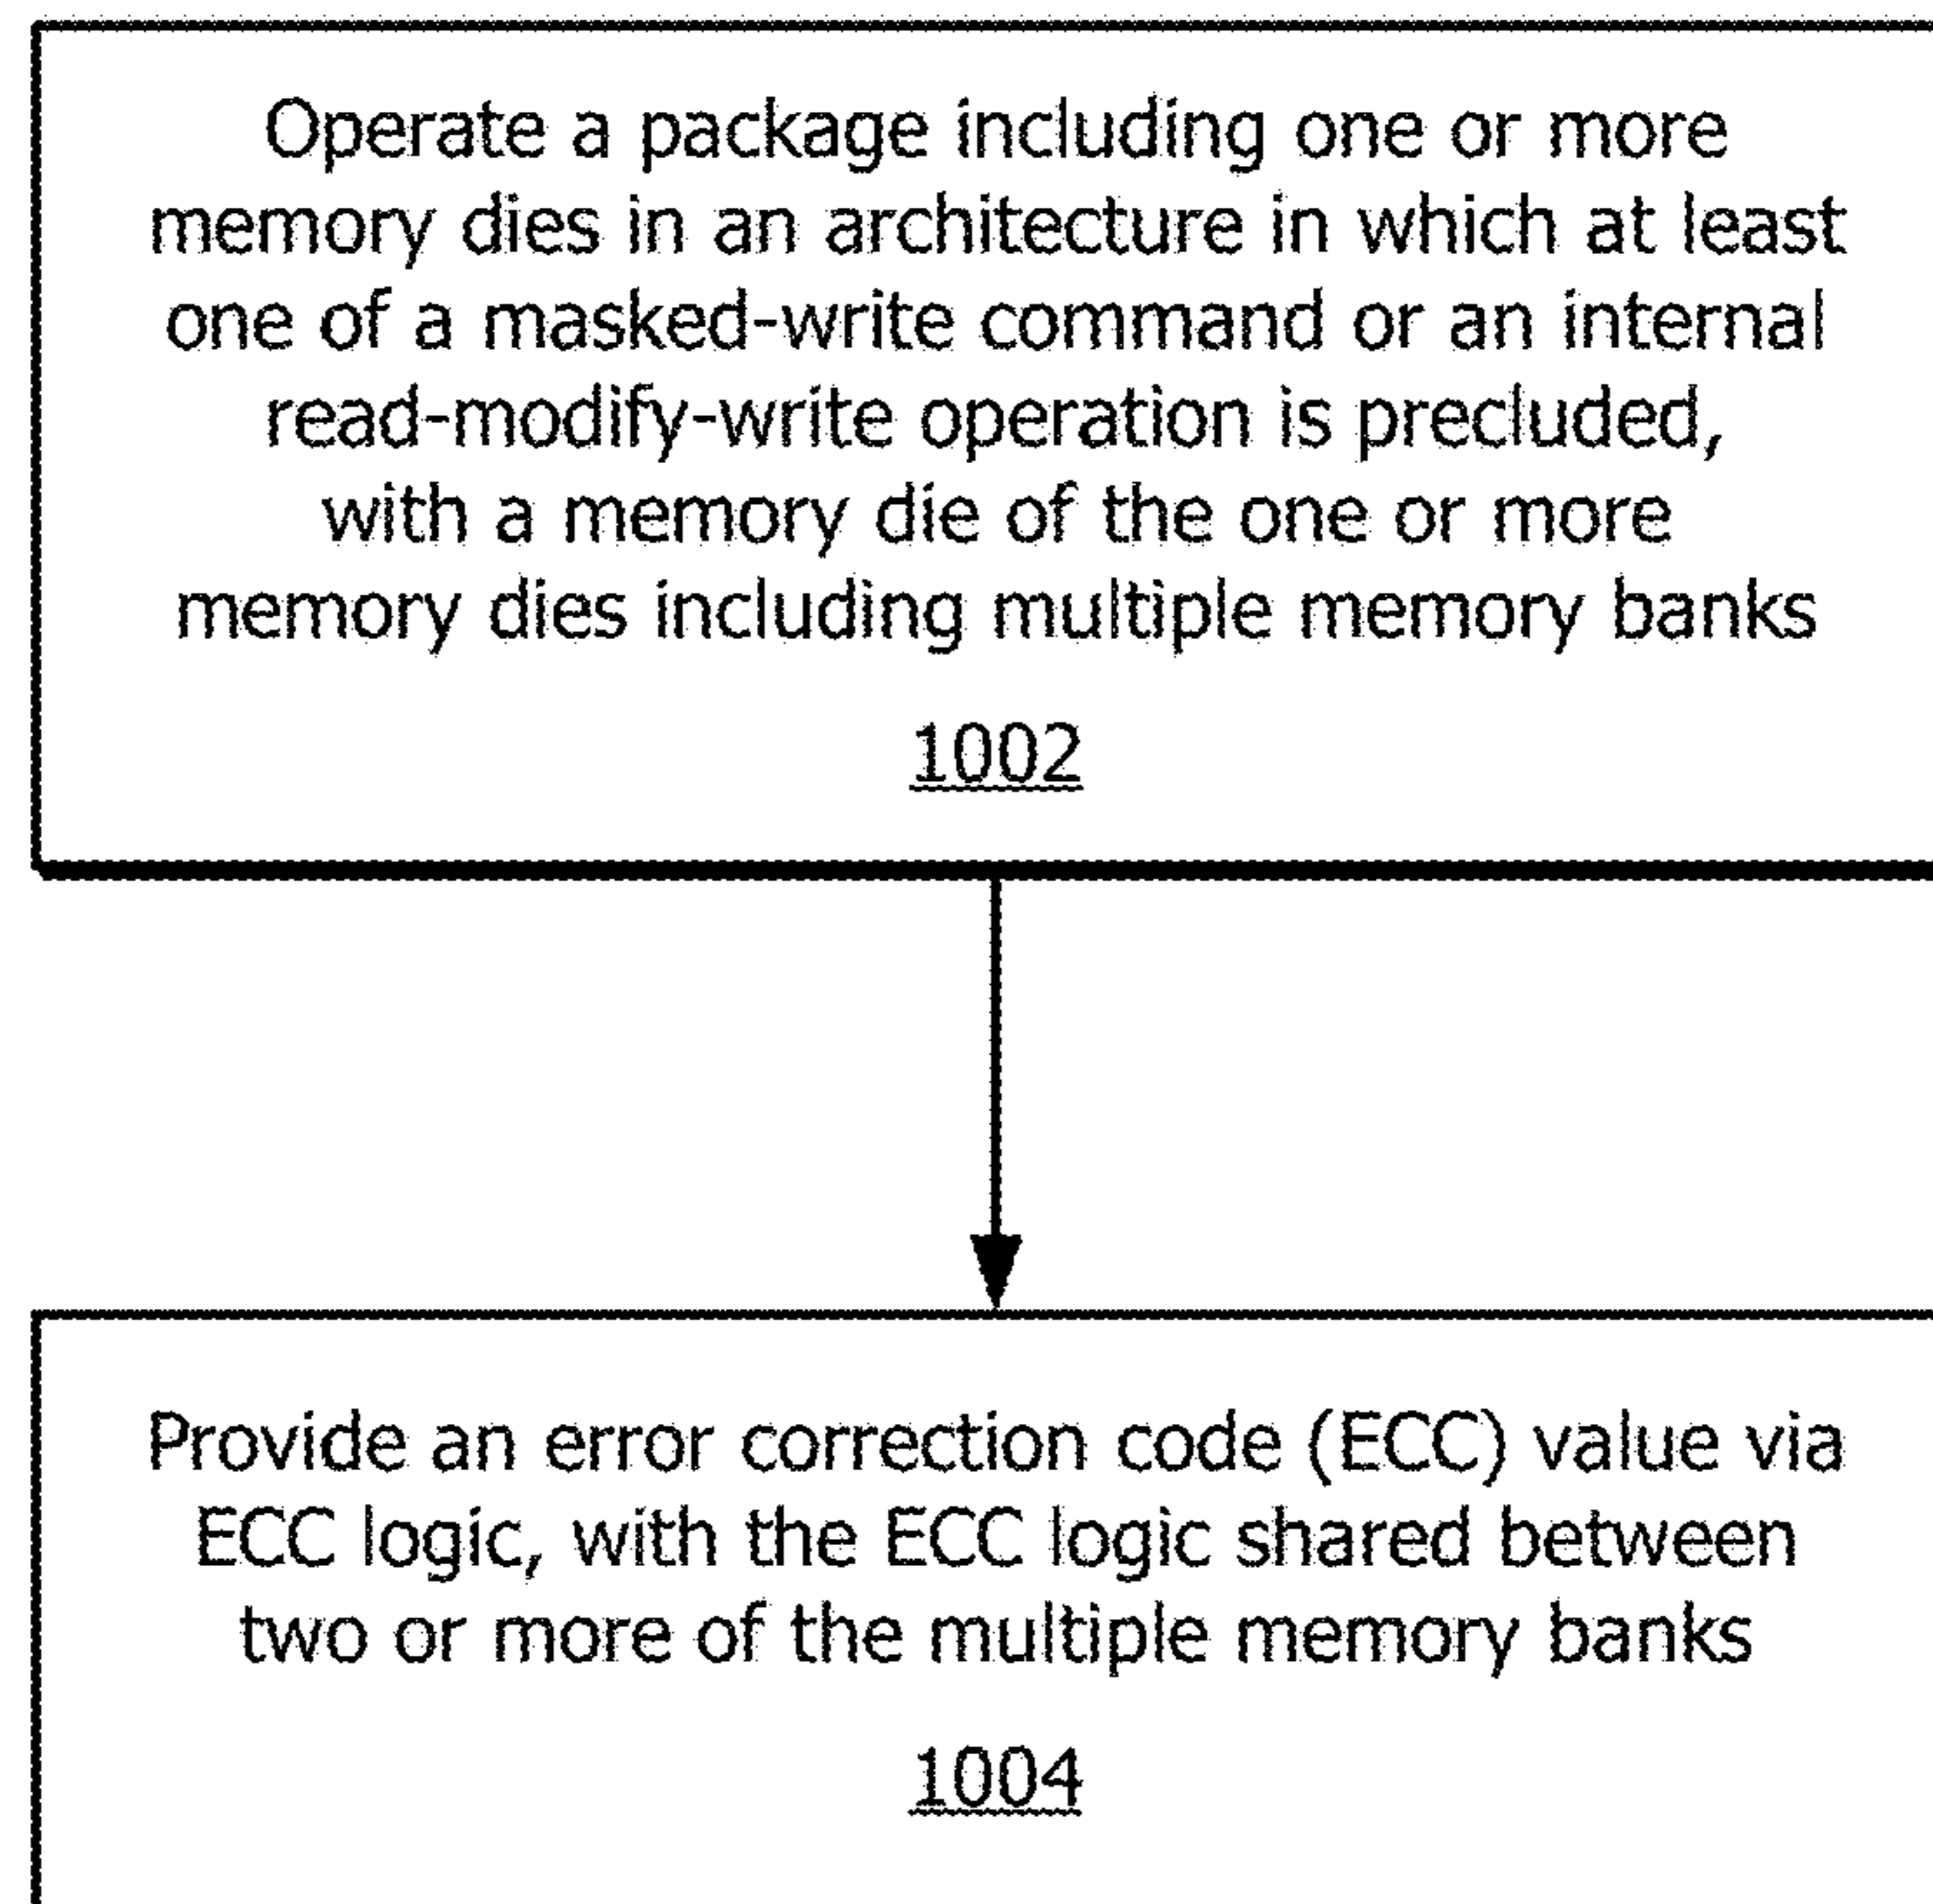 Operate a package including one or more
memory dies in an architecture in which at least
one of a masked-write command or an internal
read-modify-write operation is precluded,
with a memory die of the one or more
memory dies including multiple memory banks
1002
Provide an error correction code (ECC) value via
ECC logic, with the ECC logic shared between
two or more of the multiple memory banks
1004